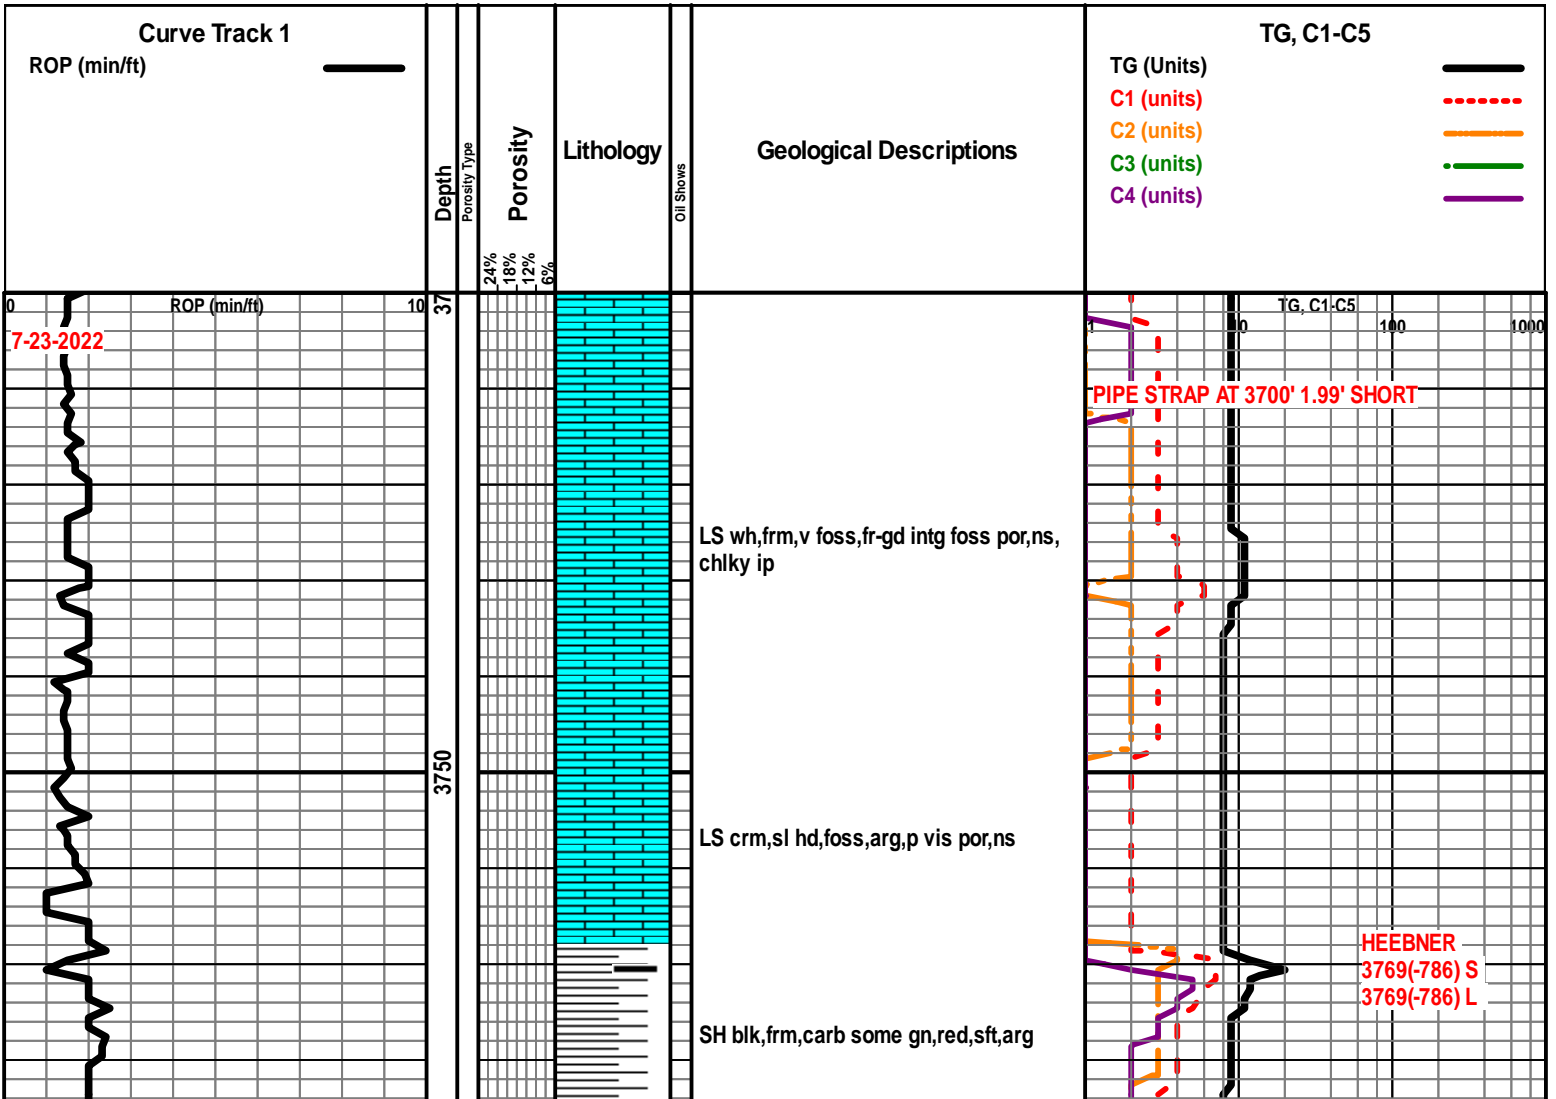 Curve Track 1
ROP (min/ft)
Depth
Porosity Type
Porosity
24%
18%
12%
6%
Lithology
Oil Shows
Geological Descriptions
TG, C1-C5
TG (Units)
C1 (units)
C2 (units)
C3 (units)
C4 (units)
0 ROP (min/ft) 10
7-23-2022
37
TG, C1-C5
1 10 100 1000
PIPE STRAP AT 3700' 1.99' SHORT
LS wh,frm,v foss,fr-gd intg foss por,ns,
chlky ip
3750
LS crm,sl hd,foss,arg,p vis por,ns
HEEBNER
3769(-786) S
3769(-786) L
SH blk,frm,carb some gn,red,sft,arg